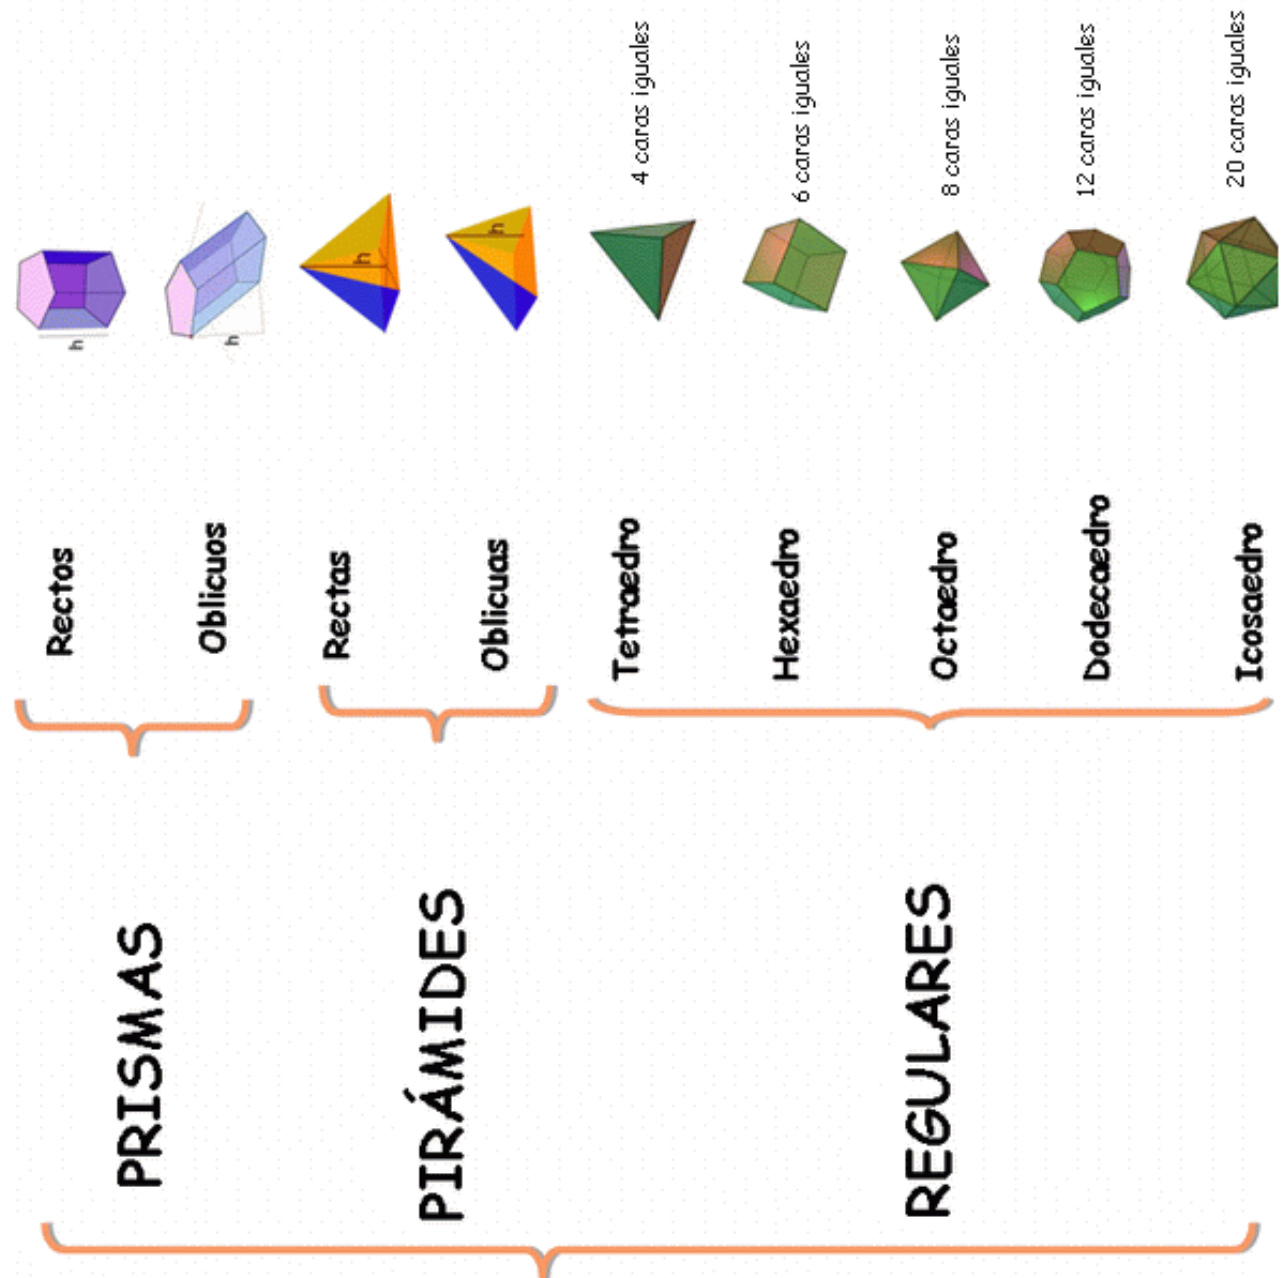 PRISMAS
Rectos
h
Oblicuos
h
PIRÁMIDES
Rectas
h
Oblicuas
h
REGULARES
Tetraedro
4 caras iguales
Hexaedro
6 caras iguales
Octaedro
8 caras iguales
Dodecaedro
12 caras iguales
Icosaedro
20 caras iguales